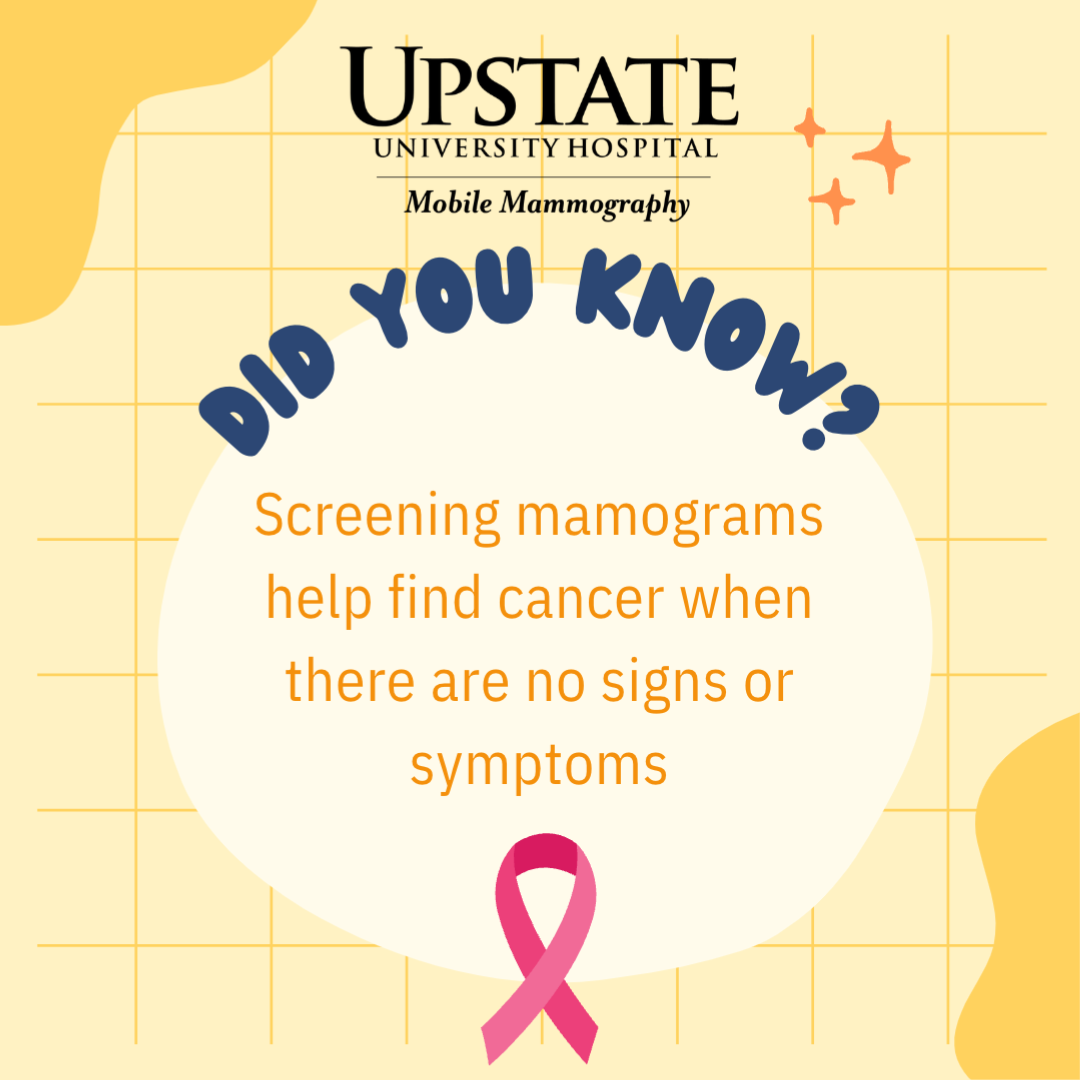 UPSTATE
UNIVERSITY HOSPITAL
Mobile Mammography
DID YOU KNOW?
Screening mamograms
help find cancer when
there are no signs or
symptoms